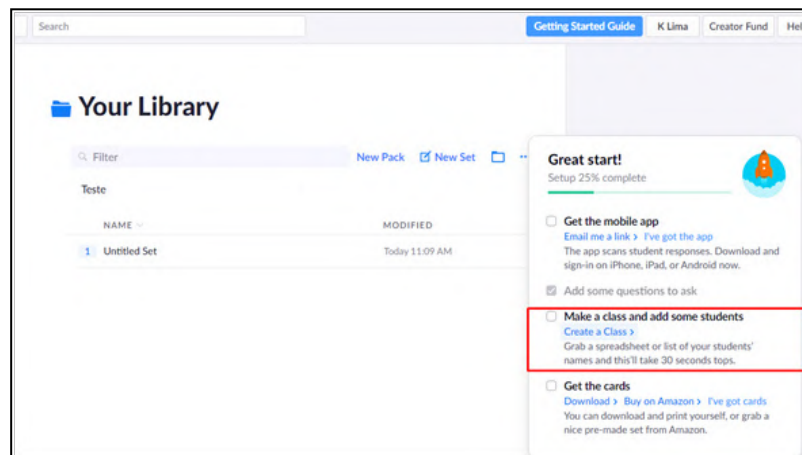 Search
Getting Started Guide K Lima Creator Fund Hel
Your Library
Filter New Pack New Set
Teste
NAME MODIFIED
1 Untitled Set Today 11:09 AM
Great start!
Setup 25% complete
Get the mobile app
Email me a link > I've got the app
The app scans student responses. Download and
sign-in on iPhone, iPad, or Android now.
Add some questions to ask
Make a class and add some students
Create a Class >
Grab a spreadsheet or list of your students'
names and this'll take 30 seconds tops.
Get the cards
Download > Buy on Amazon > I've got cards
You can download and print yourself, or grab a
nice pre-made set from Amazon.